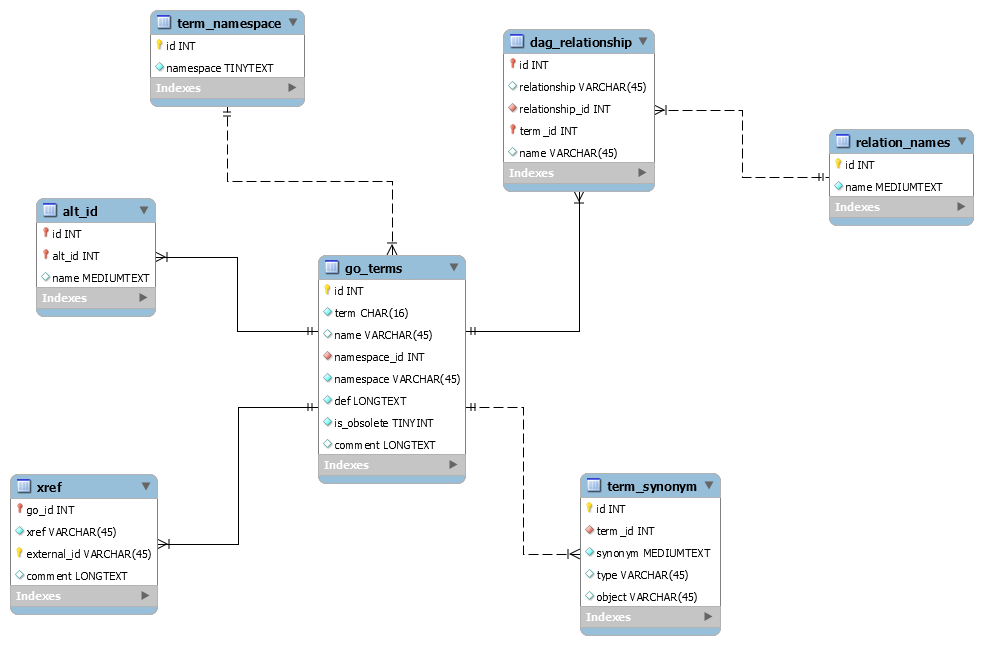 term_namespace
id INT
namespace TINYTEXT
Indexes
dag_relationship
id INT
relationship VARCHAR(45)
relationship_id INT
term_id INT
name VARCHAR(45)
Indexes
relation_names
id INT
name MEDIUMTEXT
Indexes
alt_id
id INT
alt_id INT
name MEDIUMTEXT
Indexes
go_terms
id INT
term CHAR(16)
name VARCHAR(45)
namespace_id INT
namespace VARCHAR(45)
def LONGTEXT
is_obsolete TINYINT
comment LONGTEXT
Indexes
xref
go_id INT
xref VARCHAR(45)
external_id VARCHAR(45)
comment LONGTEXT
Indexes
term_synonym
id INT
term_id INT
synonym MEDIUMTEXT
type VARCHAR(45)
object VARCHAR(45)
Indexes